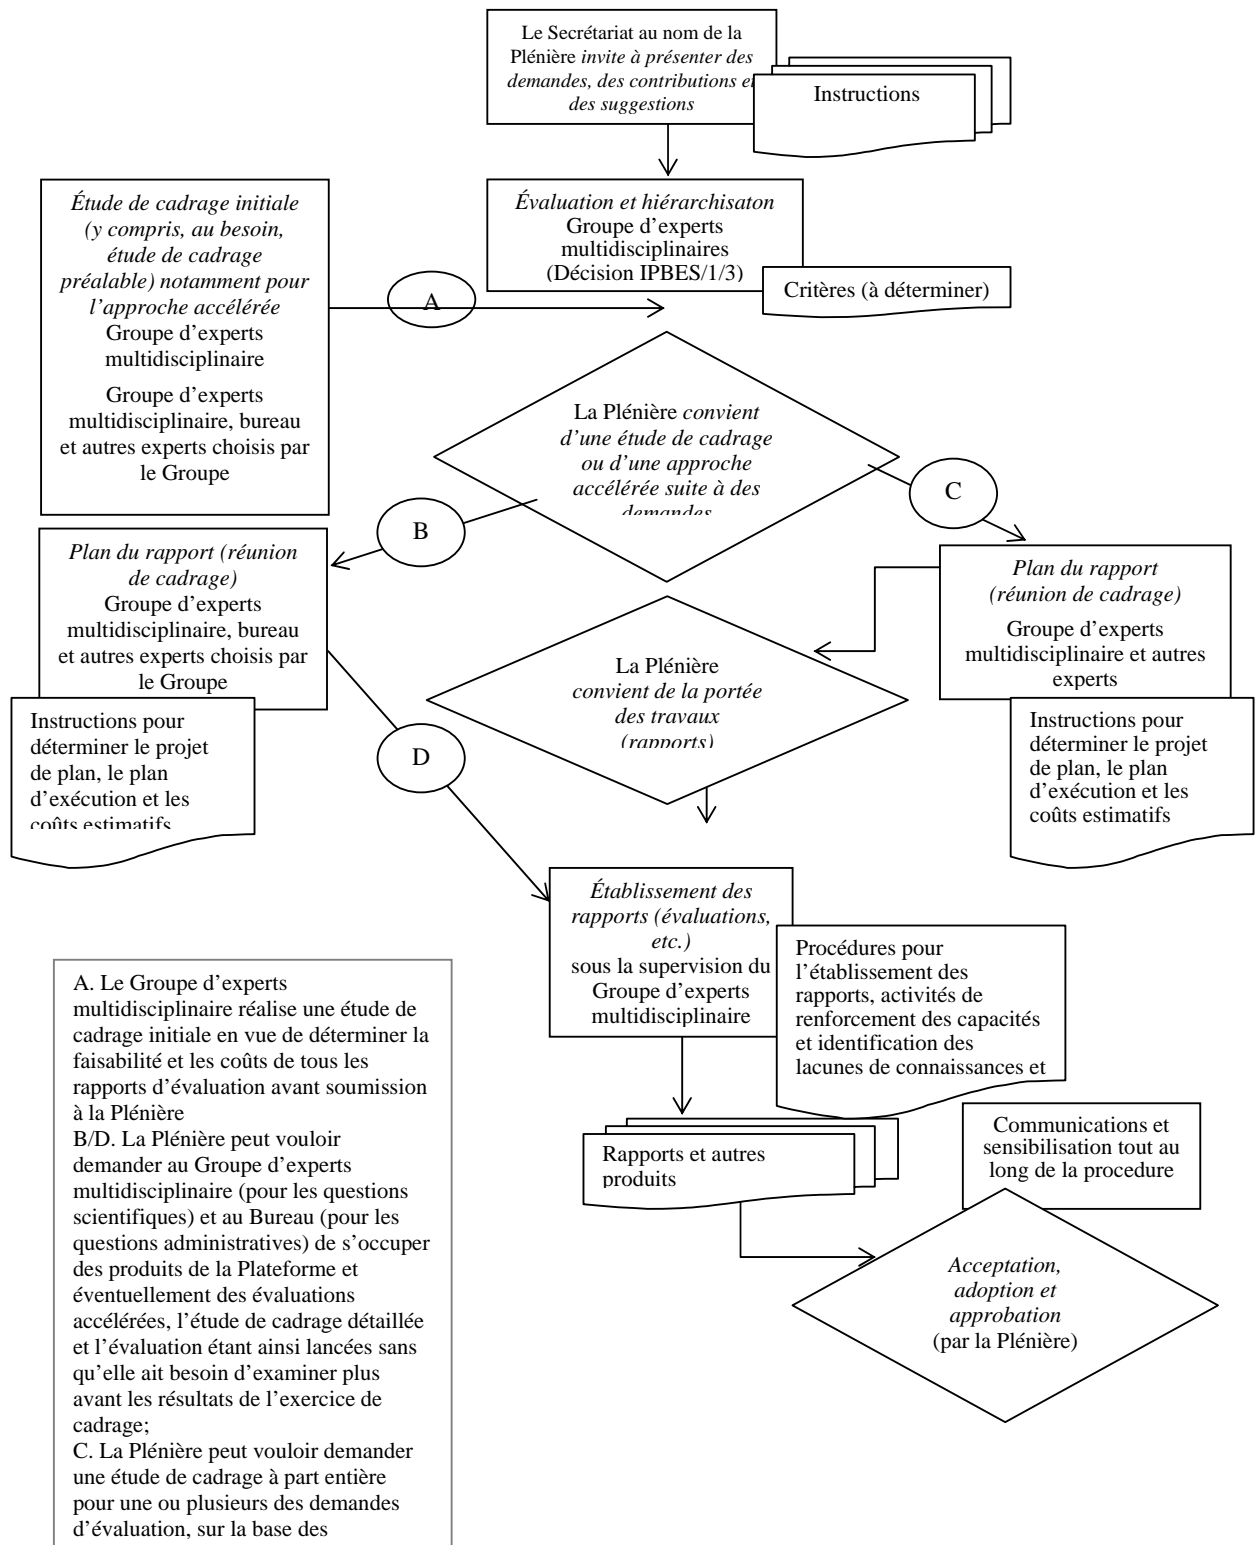 Le Secrétariat au nom de la
Plénière invite à présenter des
demandes, des contributions et
des suggestions
Instructions
Étude de cadrage initiale
(y compris, au besoin,
étude de cadrage
préalable) notamment pour
l'approche accélérée
Groupe d'experts
multidisciplinaire
Groupe d'experts
multidisciplinaire, bureau
et autres experts choisis par
le Groupe
Évaluation et hiérarchisaton
Groupe d'experts
multidisciplinaires
(Décision IPBES/1/3)
Critères (à déterminer)
A
La Plénière convient
d'une étude de cadrage
ou d'une approche
accélérée suite à des
demandes
B
C
Plan du rapport (réunion
de cadrage)
Groupe d'experts
multidisciplinaire, bureau
et autres experts choisis par
le Groupe
Instructions pour
déterminer le projet
de plan, le plan
d'exécution et les
coûts estimatifs
Plan du rapport
(réunion de cadrage)
Groupe d'experts
multidisciplinaire et autres
experts
Instructions pour
déterminer le projet
de plan, le plan
d'exécution et les
coûts estimatifs
La Plénière
convient de la portée
des travaux
(rapports)
D
Établissement des
rapports (évaluations,
etc.)
sous la supervision du
Groupe d'experts
multidisciplinaire
Procédures pour
l'établissement des
rapports, activités de
renforcement des capacités
et identification des
lacunes de connaissances et
Rapports et autres
produits
Communications et
sensibilisation tout au
long de la procedure
Acceptation,
adoption et
approbation
(par la Plénière)
A. Le Groupe d'experts
multidisciplinaire réalise une étude de
cadrage initiale en vue de déterminer la
faisabilité et les coûts de tous les
rapports d'évaluation avant soumission
à la Plénière
B/D. La Plénière peut vouloir
demander au Groupe d'experts
multidisciplinaire (pour les questions
scientifiques) et au Bureau (pour les
questions administratives) de s'occuper
des produits de la Plateforme et
éventuellement des évaluations
accélérées, l'étude de cadrage détaillée
et l'évaluation étant ainsi lancées sans
qu'elle ait besoin d'examiner plus
avant les résultats de l'exercice de
cadrage;
C. La Plénière peut vouloir demander
une étude de cadrage à part entière
pour une ou plusieurs des demandes
d'évaluation, sur la base des